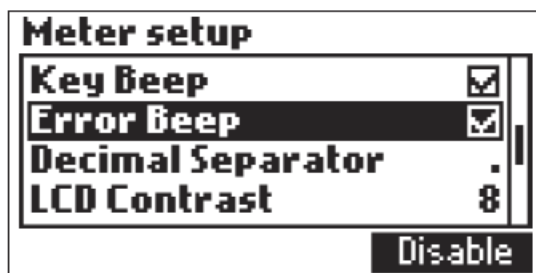 Meter setup
Key Beep
Error Beep
Decimal Separator .
LCD Contrast 8
Disable